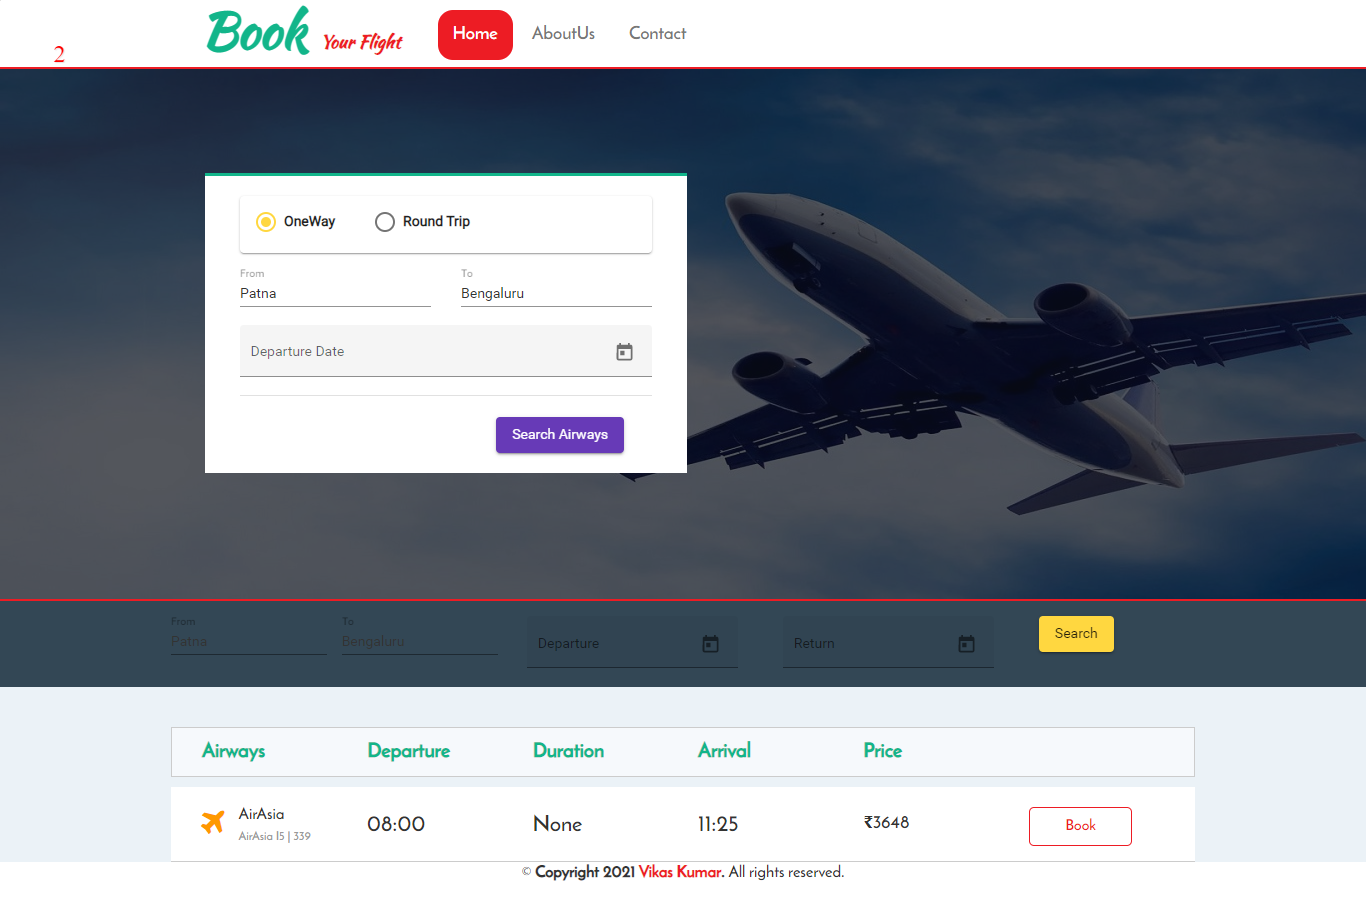 Book Your Flight Home AboutUs Contact
2
OneWay Round Trip
From To
Patna Bengaluru
Departure Date
Search Airways
From To
Patna Bengaluru Departure Return Search
Airways Departure Duration Arrival Price
AirAsia 08:00 None 11:25 ₹3648 Book
AirAsia I5 | 339
© Copyright 2021 Vikas Kumar. All rights reserved.